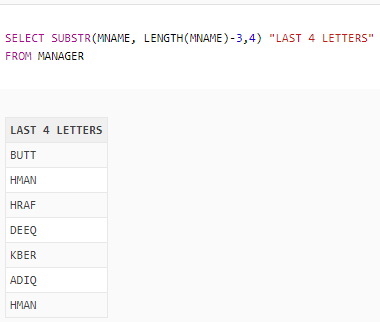 SELECT SUBSTR(MNAME, LENGTH(MNAME)-3,4) "LAST 4 LETTERS"
FROM MANAGER
LAST 4 LETTERS
BUTT
HMAN
HRAF
DEEQ
KBER
ADIQ
HMAN